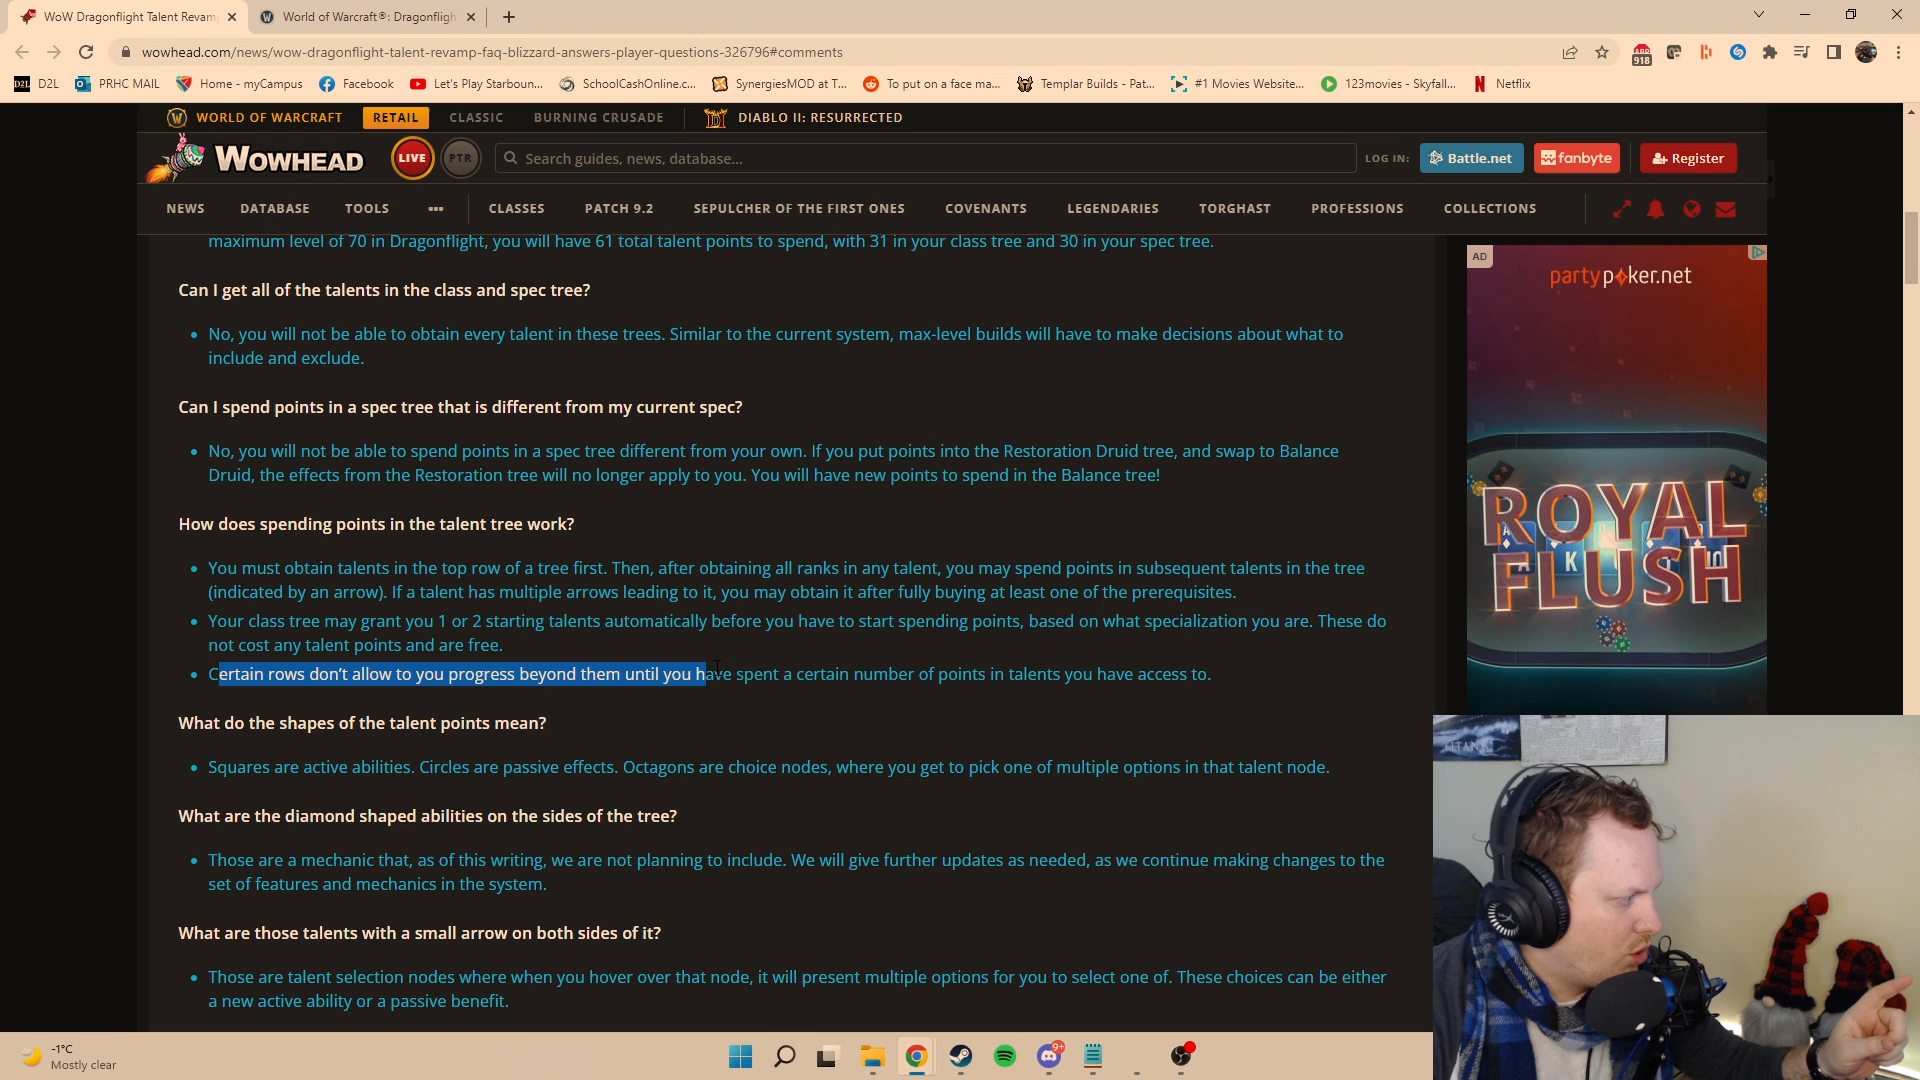 WoW Dragonflight Talent Revam
World of Warcraft®: Dragonfligh
wowhead.com/news/wow-dragonflight-talent-revamp-faq-blizzard-answers-player-questions-326796#comments
918
D2L
PRHC MAIL
Home - myCampus
Facebook
Let's Play Starboun...
SchoolCashOnline.c...
SynergiesMOD at T...
To put on a face ma...
Templar Builds - Pat...
#1 Movies Website...
123movies - Skyfall...
Netflix
WORLD OF WARCRAFT
RETAIL
CLASSIC
BURNING CRUSADE
DIABLO II: RESURRECTED
WOWHEAD
LIVE
PTR
Search guides, news, database...
LOG IN:
Battle.net
fanbyte
Register
NEWS
DATABASE
TOOLS
CLASSES
PATCH 9.2
SEPULCHER OF THE FIRST ONES
COVENANTS
LEGENDARIES
TORGHAST
PROFESSIONS
COLLECTIONS
maximum level of 70 in Dragonflight, you will have 61 total talent points to spend, with 31 in your class tree and 30 in your spec tree.
Can I get all of the talents in the class and spec tree?
No, you will not be able to obtain every talent in these trees. Similar to the current system, max-level builds will have to make decisions about what to
include and exclude.
Can I spend points in a spec tree that is different from my current spec?
No, you will not be able to spend points in a spec tree different from your own. If you put points into the Restoration Druid tree, and swap to Balance
Druid, the effects from the Restoration tree will no longer apply to you. You will have new points to spend in the Balance tree!
How does spending points in the talent tree work?
You must obtain talents in the top row of a tree first. Then, after obtaining all ranks in any talent, you may spend points in subsequent talents in the tree
(indicated by an arrow). If a talent has multiple arrows leading to it, you may obtain it after fully buying at least one of the prerequisites.
Your class tree may grant you 1 or 2 starting talents automatically before you have to start spending points, based on what specialization you are. These do
not cost any talent points and are free.
Certain rows don't allow to you progress beyond them until you have spent a certain number of points in talents you have access to.
What do the shapes of the talent points mean?
Squares are active abilities. Circles are passive effects. Octagons are choice nodes, where you get to pick one of multiple options in that talent node.
What are the diamond shaped abilities on the sides of the tree?
Those are a mechanic that, as of this writing, we are not planning to include. We will give further updates as needed, as we continue making changes to the
set of features and mechanics in the system.
What are those talents with a small arrow on both sides of it?
Those are talent selection nodes where when you hover over that node, it will present multiple options for you to select one of. These choices can be either
a new active ability or a passive benefit.
AD
partypoker.net
ROYAL
FLUSH
TITANIC
-1°C
Mostly clear
9+